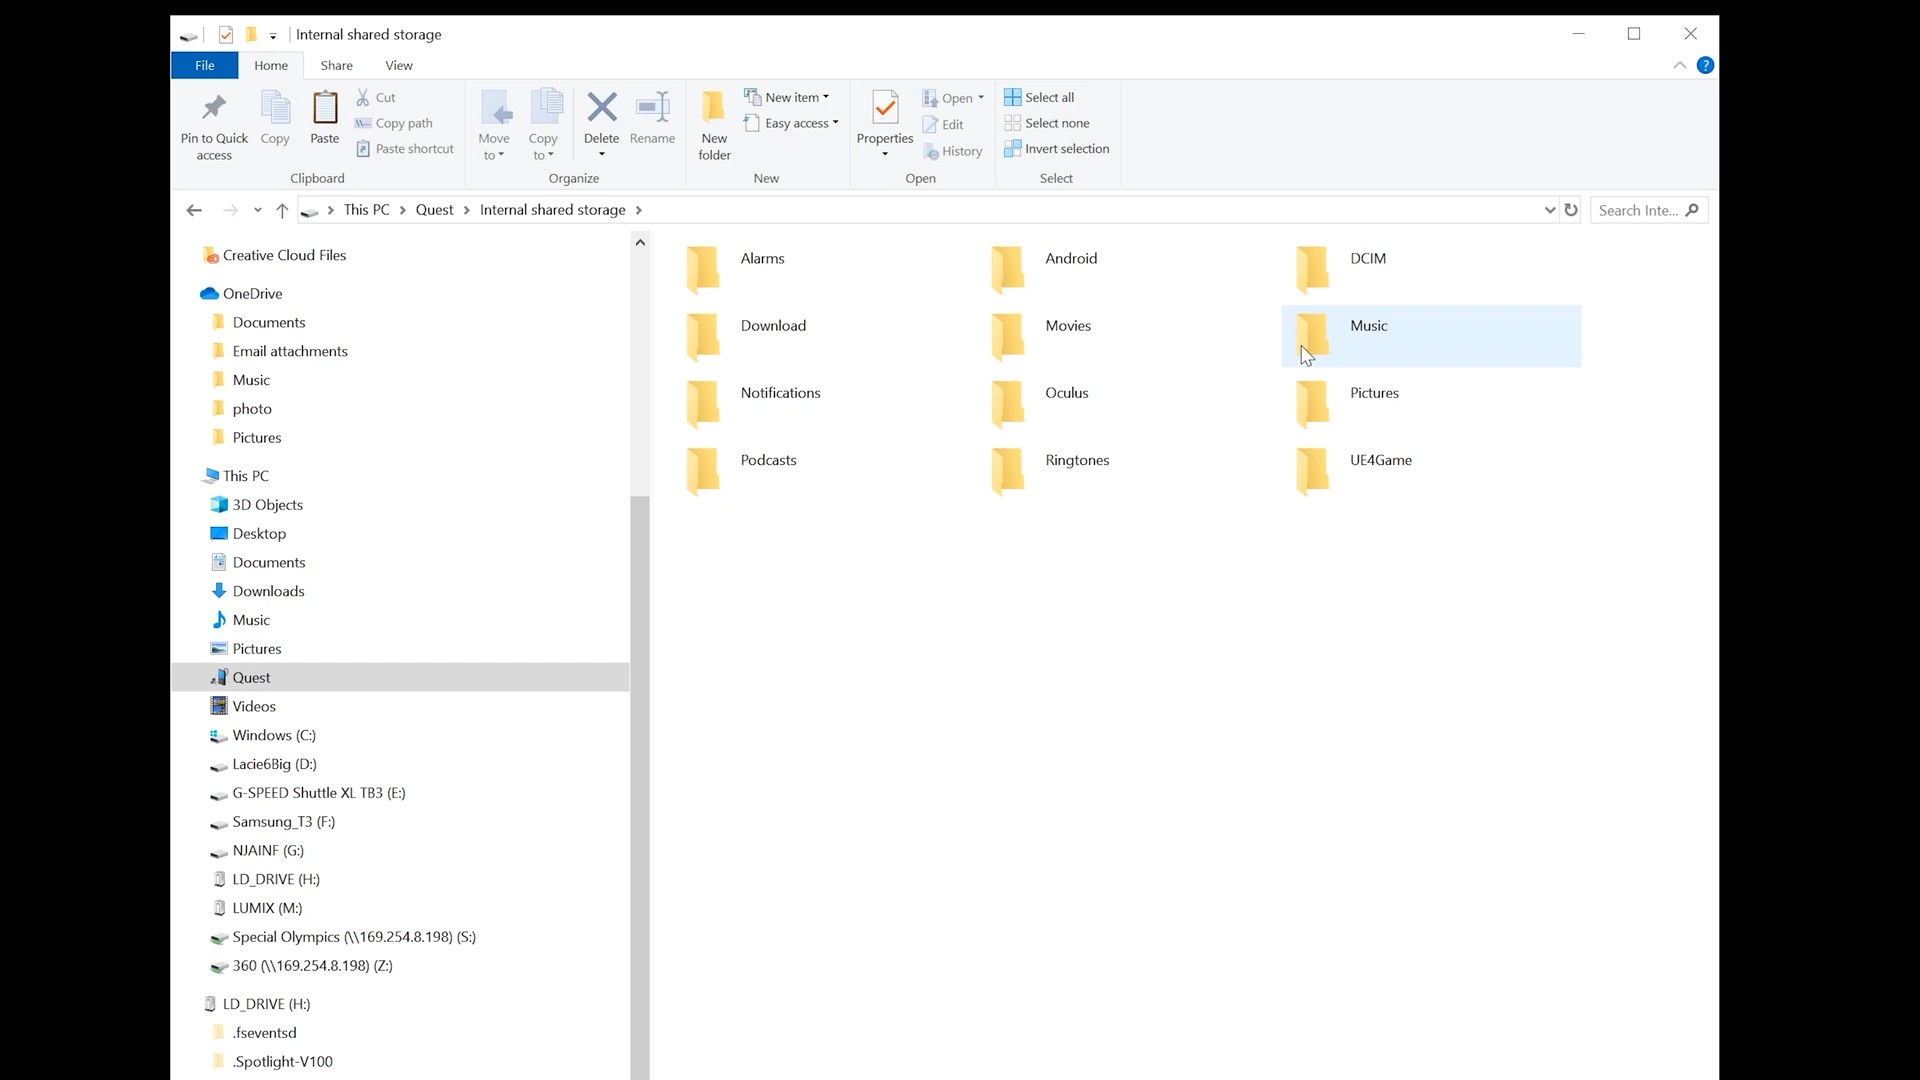 Internal shared storage
File Home Share View
?
Pin to Quick access
Copy
Paste
Cut
Copy path
Paste shortcut
Clipboard
Move to
Copy to
Delete
Rename
Organize
New folder
New item
Easy access
New
Properties
Open
Edit
History
Open
Select all
Select none
Invert selection
Select
This PC > Quest > Internal shared storage >
Search Inte...
Creative Cloud Files
OneDrive
Documents
Email attachments
Music
photo
Pictures
This PC
3D Objects
Desktop
Documents
Downloads
Music
Pictures
Quest
Videos
Windows (C:)
Lacie6Big (D:)
G-SPEED Shuttle XL TB3 (E:)
Samsung_T3 (F:)
NJAINF (G:)
LD_DRIVE (H:)
LUMIX (M:)
Special Olympics (\\169.254.8.198) (S:)
360 (\\169.254.8.198) (Z:)
LD_DRIVE (H:)
.fseventsd
.Spotlight-V100
Alarms Android DCIM
Download Movies Music
Notifications Oculus Pictures
Podcasts Ringtones UE4Game